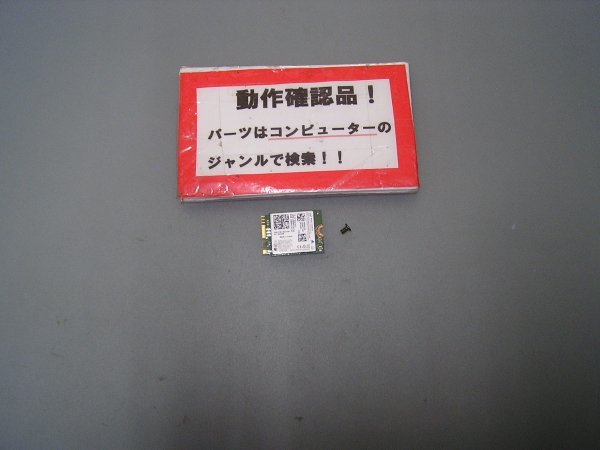 動作確認品！
パーツはコンピューターの
ジャンルで検索！！